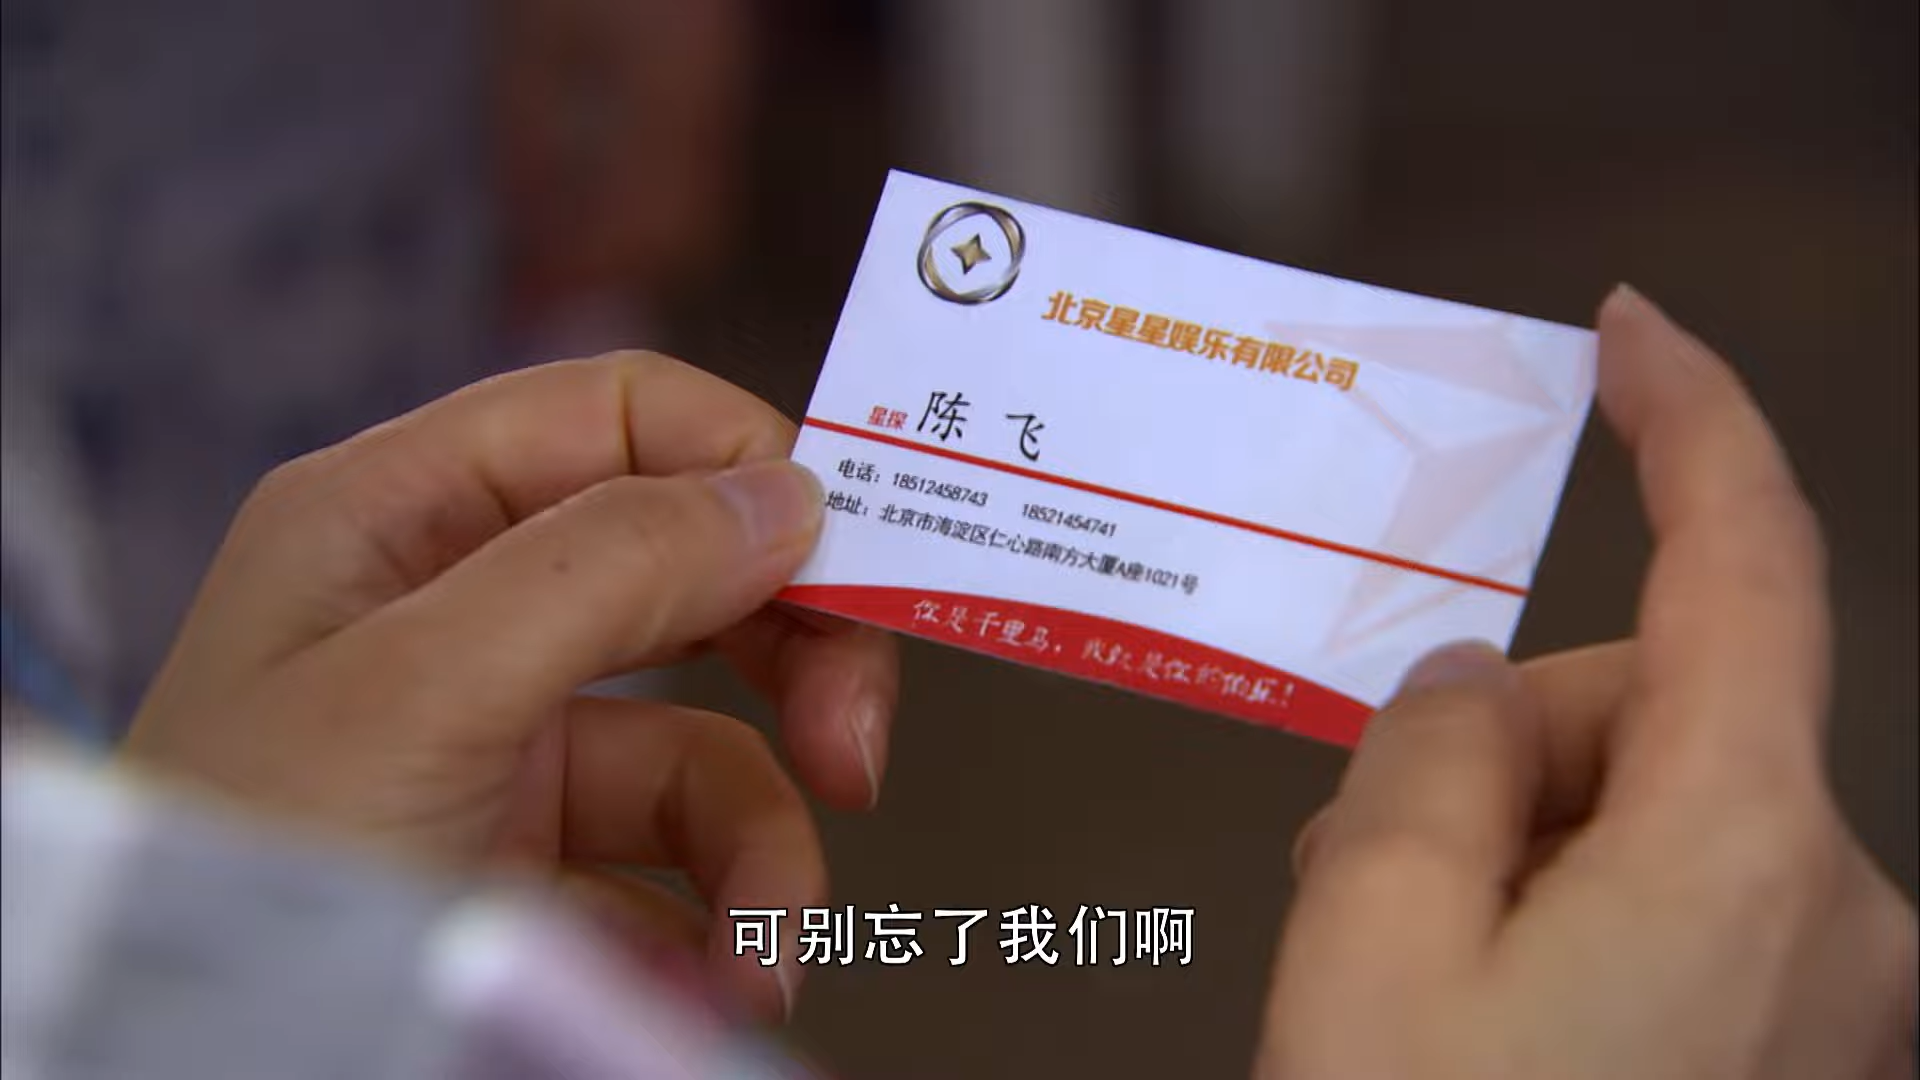 北京星星娱乐有限公司
星探 陈 飞
电话：18512458743 18521454741
地址：北京市海淀区仁心路南方大厦A座1021号
你是千里马，我就是你的伯乐！
可别忘了我们啊